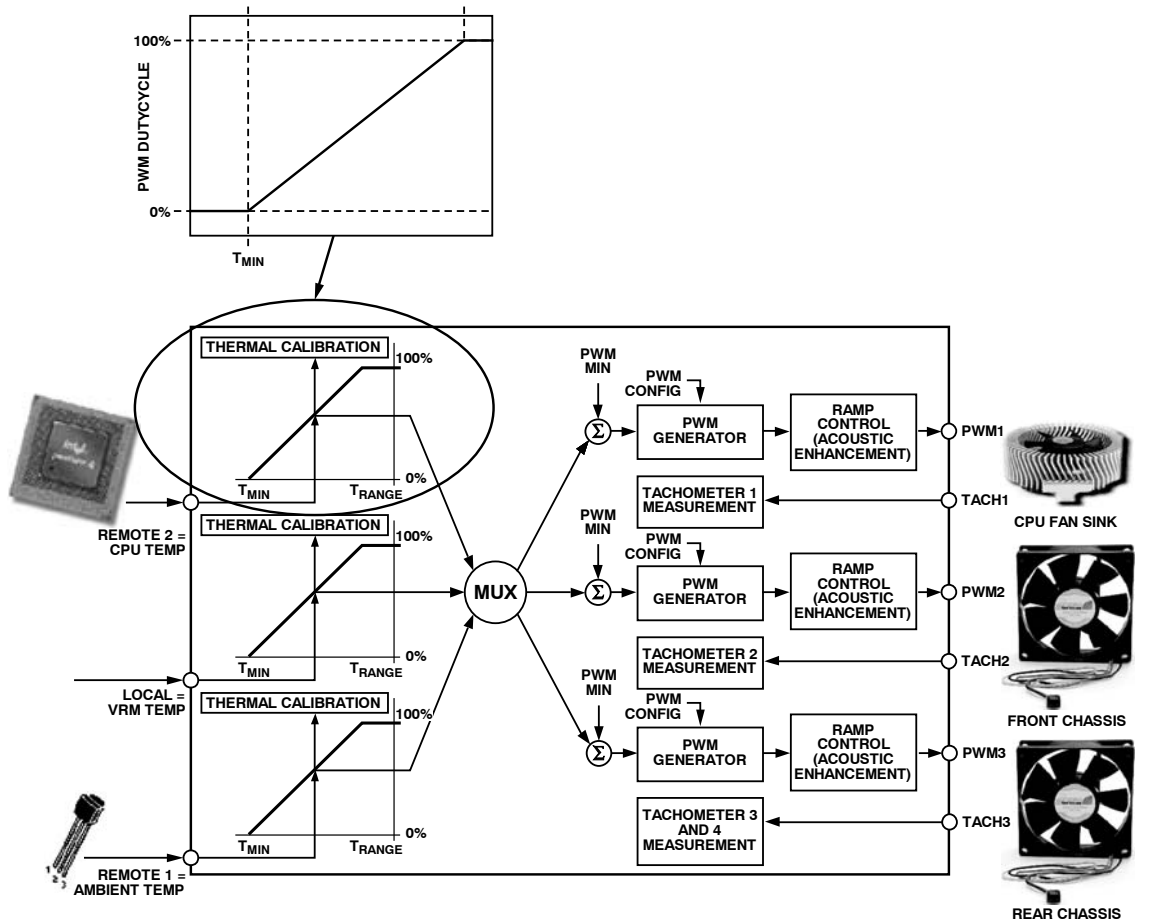 100%
PWM DUTYCYCLE
0%
TMIN
THERMAL CALIBRATION
100%
0%
TMIN
TRANGE
REMOTE 2 =
CPU TEMP
THERMAL CALIBRATION
100%
0%
TMIN
TRANGE
LOCAL =
VRM TEMP
THERMAL CALIBRATION
100%
0%
TMIN
TRANGE
REMOTE 1 =
AMBIENT TEMP
1
2
3
intel
MUX
PWM
MIN
Σ
PWM
CONFIG
PWM
GENERATOR
RAMP
CONTROL
(ACOUSTIC
ENHANCEMENT)
PWM1
TACHOMETER 1
MEASUREMENT
TACH1
CPU FAN SINK
PWM
MIN
Σ
PWM
CONFIG
PWM
GENERATOR
RAMP
CONTROL
(ACOUSTIC
ENHANCEMENT)
PWM2
TACHOMETER 2
MEASUREMENT
TACH2
FRONT CHASSIS
PWM
MIN
Σ
PWM
CONFIG
PWM
GENERATOR
RAMP
CONTROL
(ACOUSTIC
ENHANCEMENT)
PWM3
TACHOMETER 3
AND 4
MEASUREMENT
TACH3
REAR CHASSIS